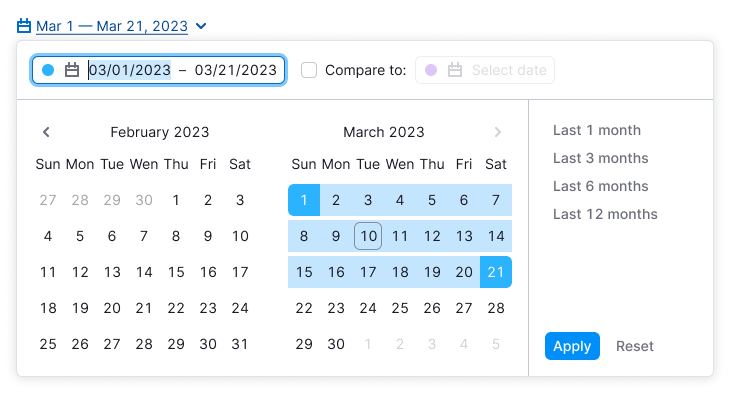 Mar 1 — Mar 21, 2023
03/01/2023 – 03/21/2023 Compare to: Select date
February 2023 March 2023
Sun Mon Tue Wen Thu Fri Sat Sun Mon Tue Wen Thu Fri Sat
27 28 29 30 1 2 3 1 2 3 4 5 6 7
4 5 6 7 8 9 10 8 9 10 11 12 13 14
11 12 13 14 15 16 17 15 16 17 18 19 20 21
18 19 20 21 22 23 24 22 23 24 25 26 27 28
25 26 27 28 29 30 31 29 30 1 2 3 4 5
Last 1 month
Last 3 months
Last 6 months
Last 12 months
Apply Reset